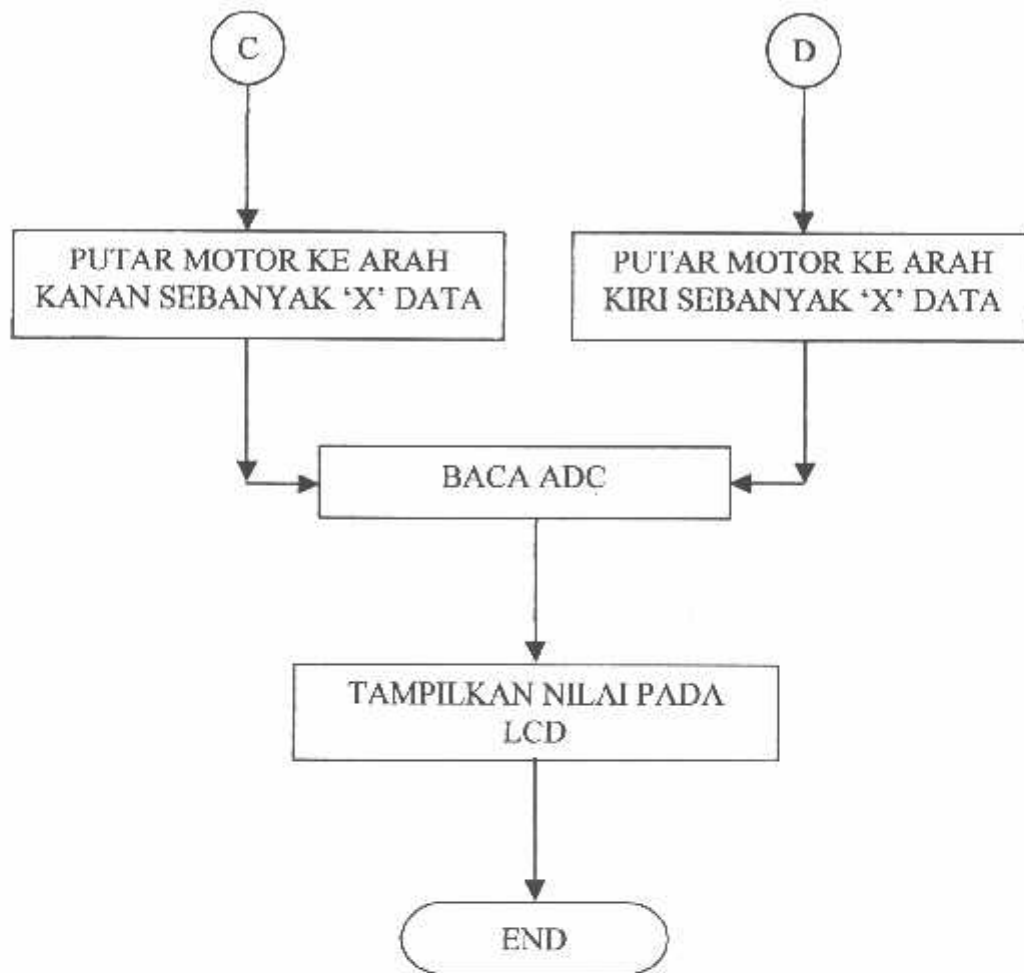 C
D
PUTAR MOTOR KE ARAH
KANAN SEBANYAK ‘X’ DATA
PUTAR MOTOR KE ARAH
KIRI SEBANYAK ‘X’ DATA
BACA ADC
TAMPILKAN NILAI PADA
LCD
END